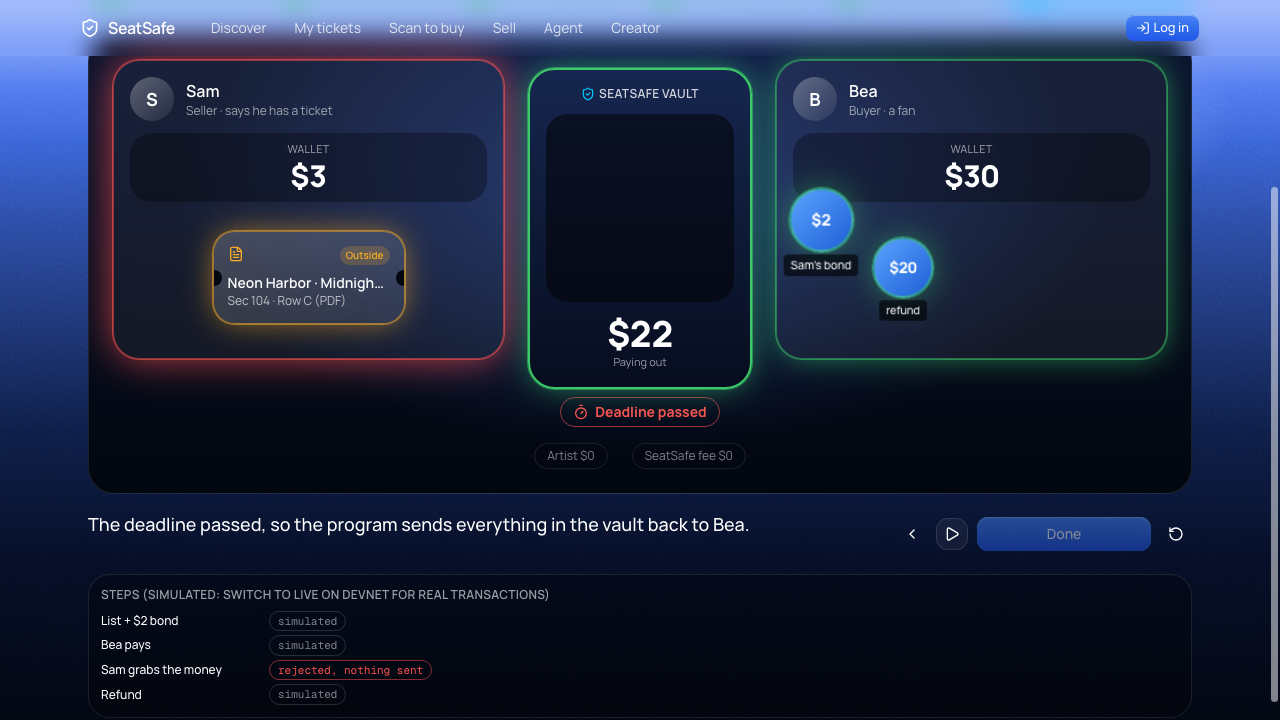 SeatSafe
Discover
My tickets
Scan to buy
Sell
Agent
Creator
Log in
S
Sam
Seller · says he has a ticket
WALLET
$3
Outside
Neon Harbor · Midnigh...
Sec 104 · Row C (PDF)
SEATSAFE VAULT
$22
Paying out
B
Bea
Buyer · a fan
WALLET
$30
$2
Sam's bond
$20
refund
Deadline passed
Artist $0
SeatSafe fee $0
The deadline passed, so the program sends everything in the vault back to Bea.
Done
STEPS (SIMULATED: SWITCH TO LIVE ON DEVNET FOR REAL TRANSACTIONS)
List + $2 bond
simulated
Bea pays
simulated
Sam grabs the money
rejected, nothing sent
Refund
simulated